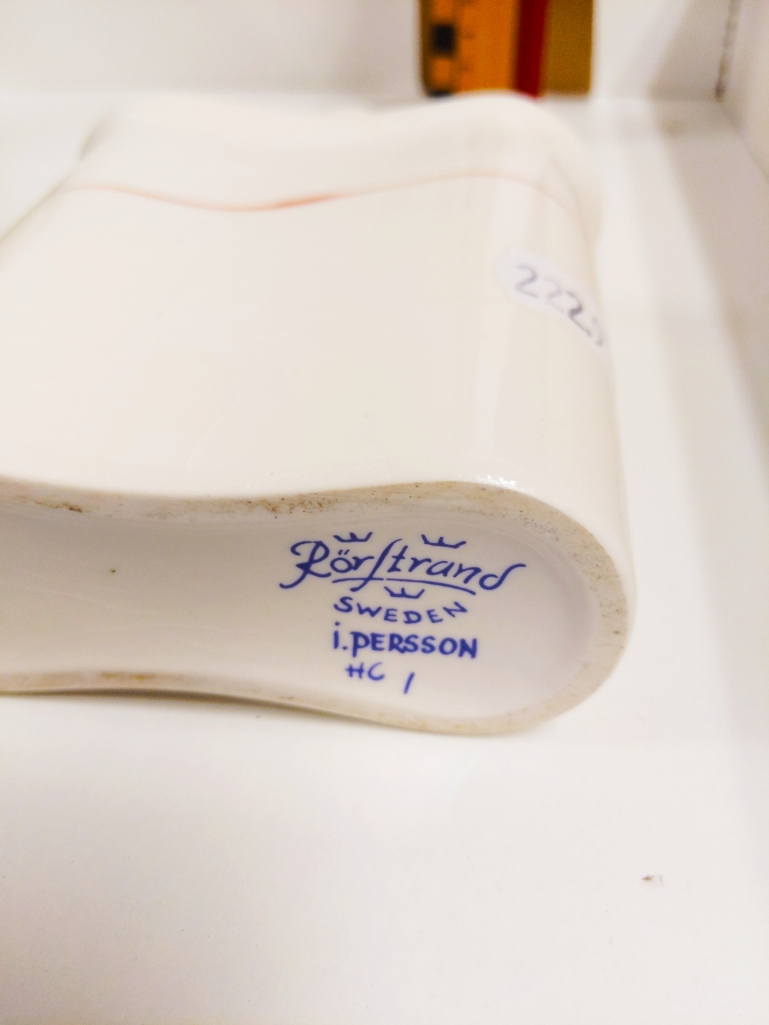 Rörstrand
SWEDEN
i.PERSSON
HC 1